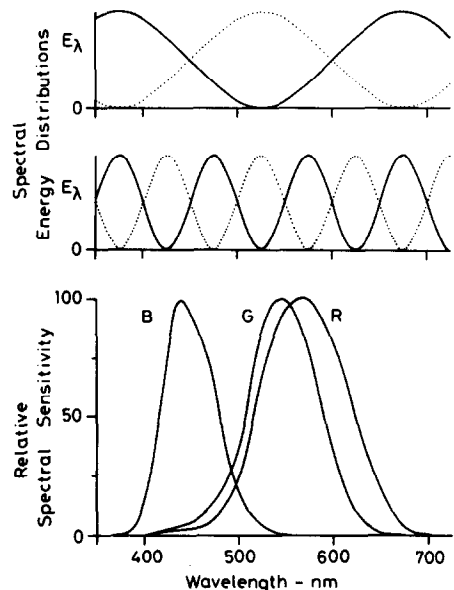 Spectral
Energy Distributions
Eλ
0
Eλ
0
Relative
Spectral Sensitivity
100
50
0
B
G
R
400
500
600
700
Wavelength - nm